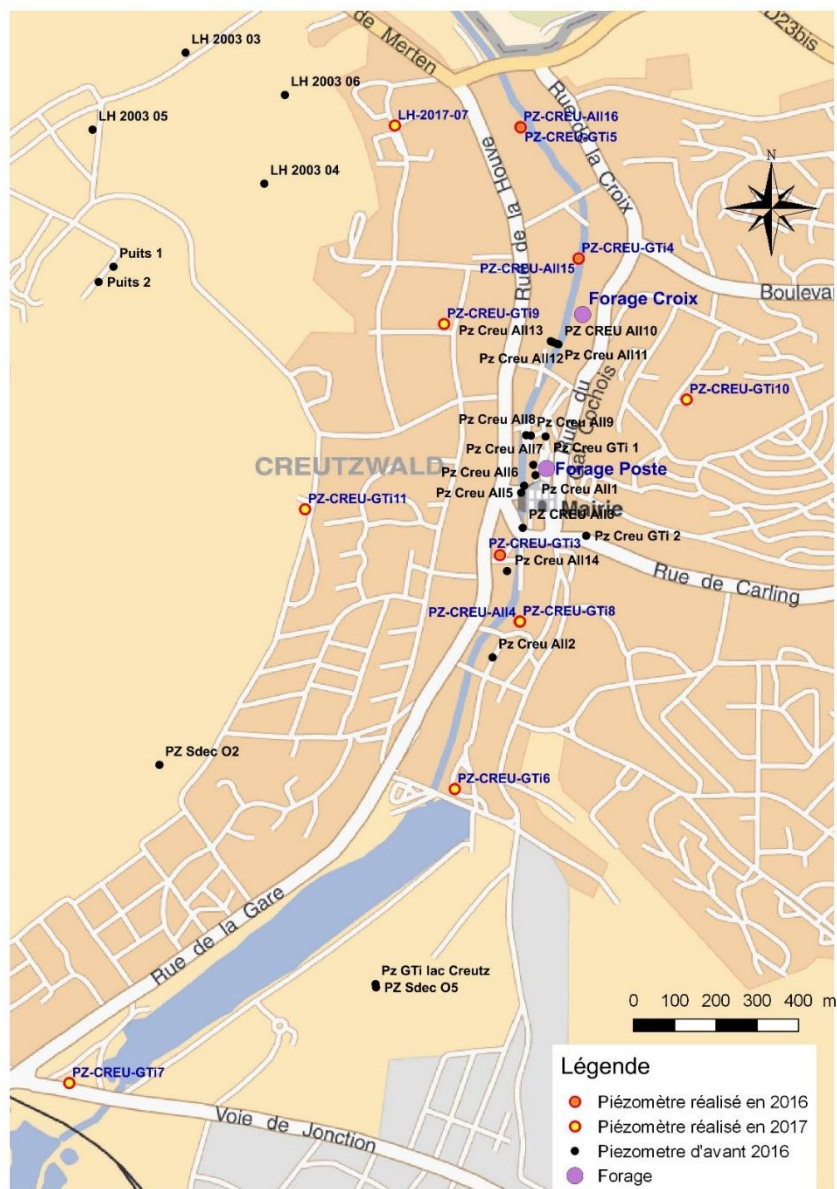 LH 2003 03
de Merten
D23bis
LH 2003 06
LH 2003 05
LH-2017-07
PZ-CREU-All16
PZ-CREU-GTi5
Rue de la Croix
LH 2003 04
N
Rue de la Houve
PZ-CREU-GTi4
PZ-CREU-All15
Puits 1
Puits 2
Boulevar
Forage Croix
PZ-CREU-GTi9
Pz Creu All13
PZ CREU All10
Pz Creu All12
Pz Creu All11
PZ-CREU-GTi10
Pz Creu All8
Pz Creu All9
Pz Creu All7
Pz Creu GTi 1
CREUTZWALD
Forage Poste
Pz Creu All6
Pz Creu All5
Pz Creu All1
PZ-CREU-GTi11
Mairie
PZ CREU All3
Pz Creu GTi 2
PZ-CREU-GTi3
Pz Creu All14
Rue de Carling
PZ-CREU-All4
PZ-CREU-GTi8
Pz Creu All2
PZ Sdec O2
PZ-CREU-GTi6
Rue de la Gare
Pz GTi lac Creutz
PZ Sdec O5
0 100 200 300 400 m
PZ-CREU-GTi7
Voie de Jonction
Légende
Piézomètre réalisé en 2016
Piézomètre réalisé en 2017
Piezometre d'avant 2016
Forage